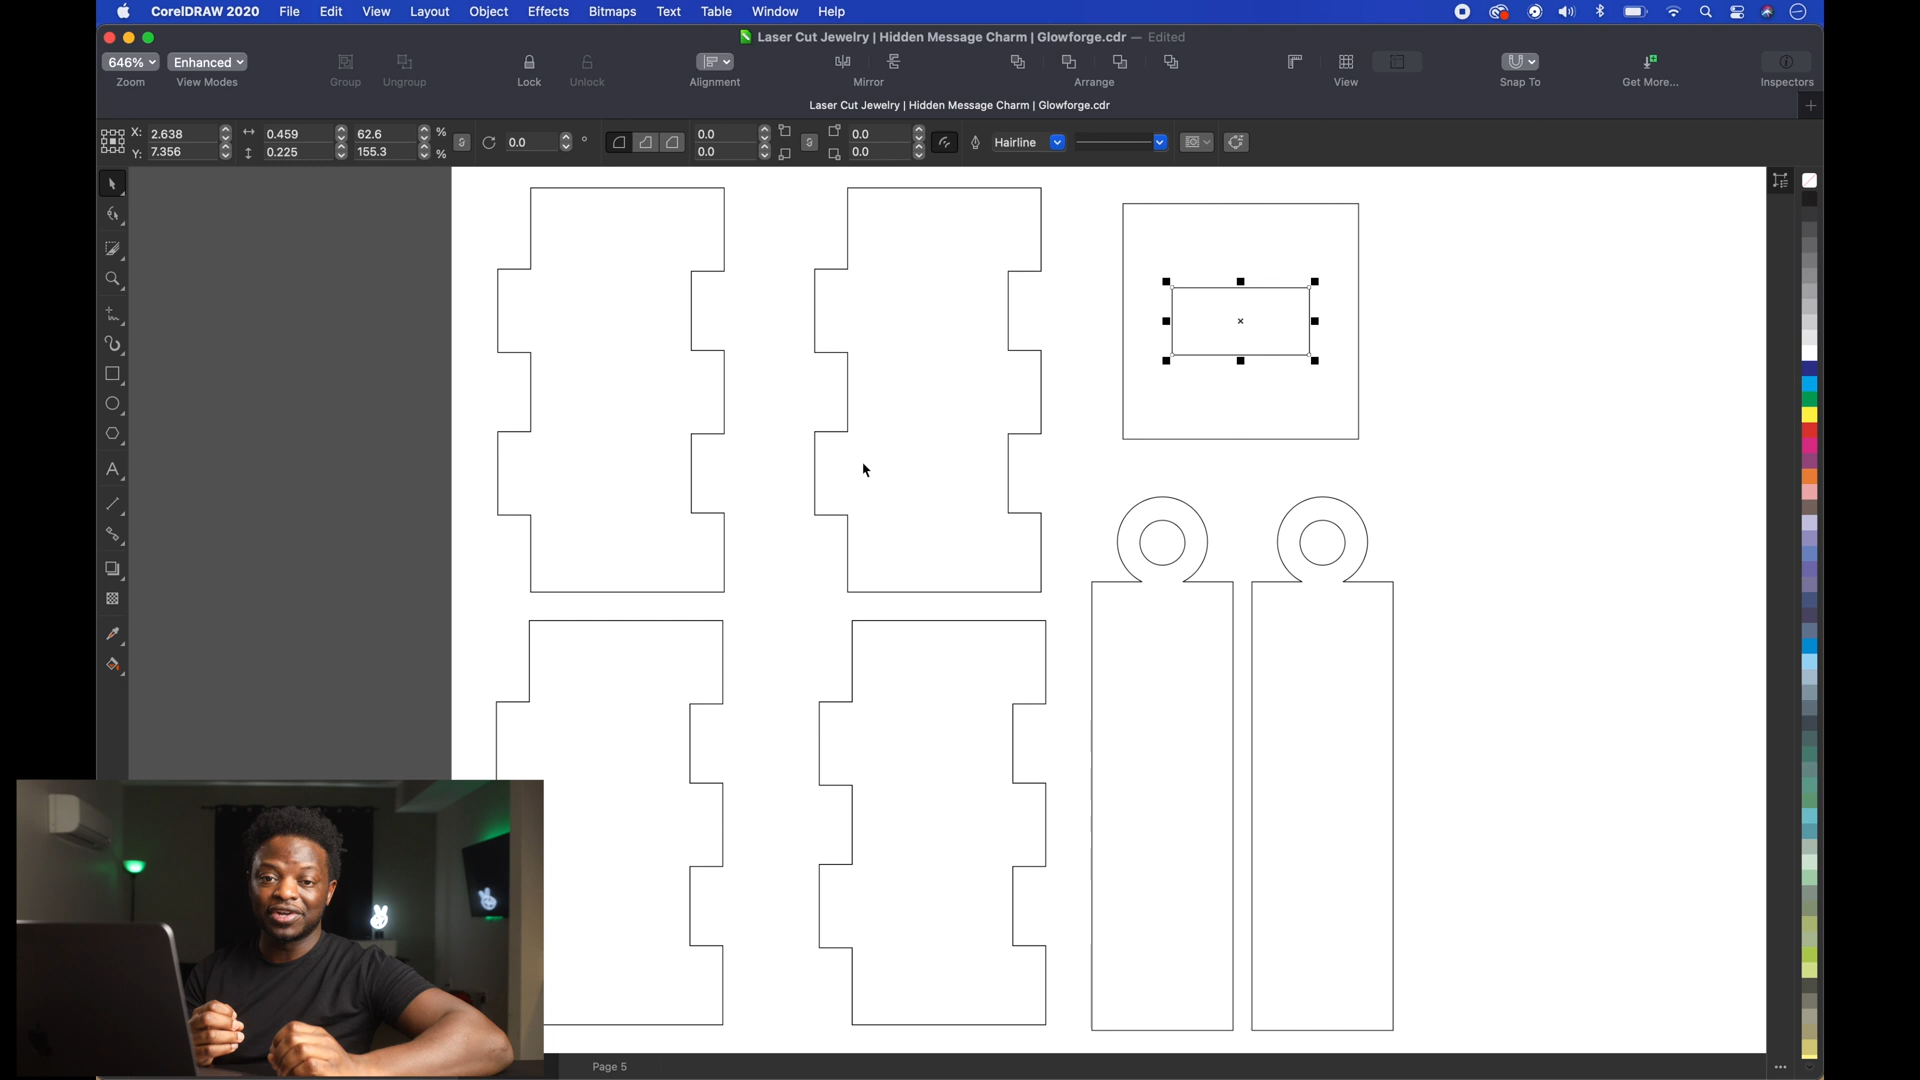 CorelDRAW 2020 File Edit View Layout Object Effects Bitmaps Text Table Window Help
Laser Cut Jewelry | Hidden Message Charm | Glowforge.cdr — Edited
646% Enhanced
Zoom View Modes Group Ungroup Lock Unlock Alignment Mirror Arrange View Snap To Get More... Inspectors
Laser Cut Jewelry | Hidden Message Charm | Glowforge.cdr
X: 2.638 0.459 62.6 % 0.0 ° 0.0 0.0 Hairline
Y: 7.356 0.225 155.3 % 0.0 0.0
Page 5